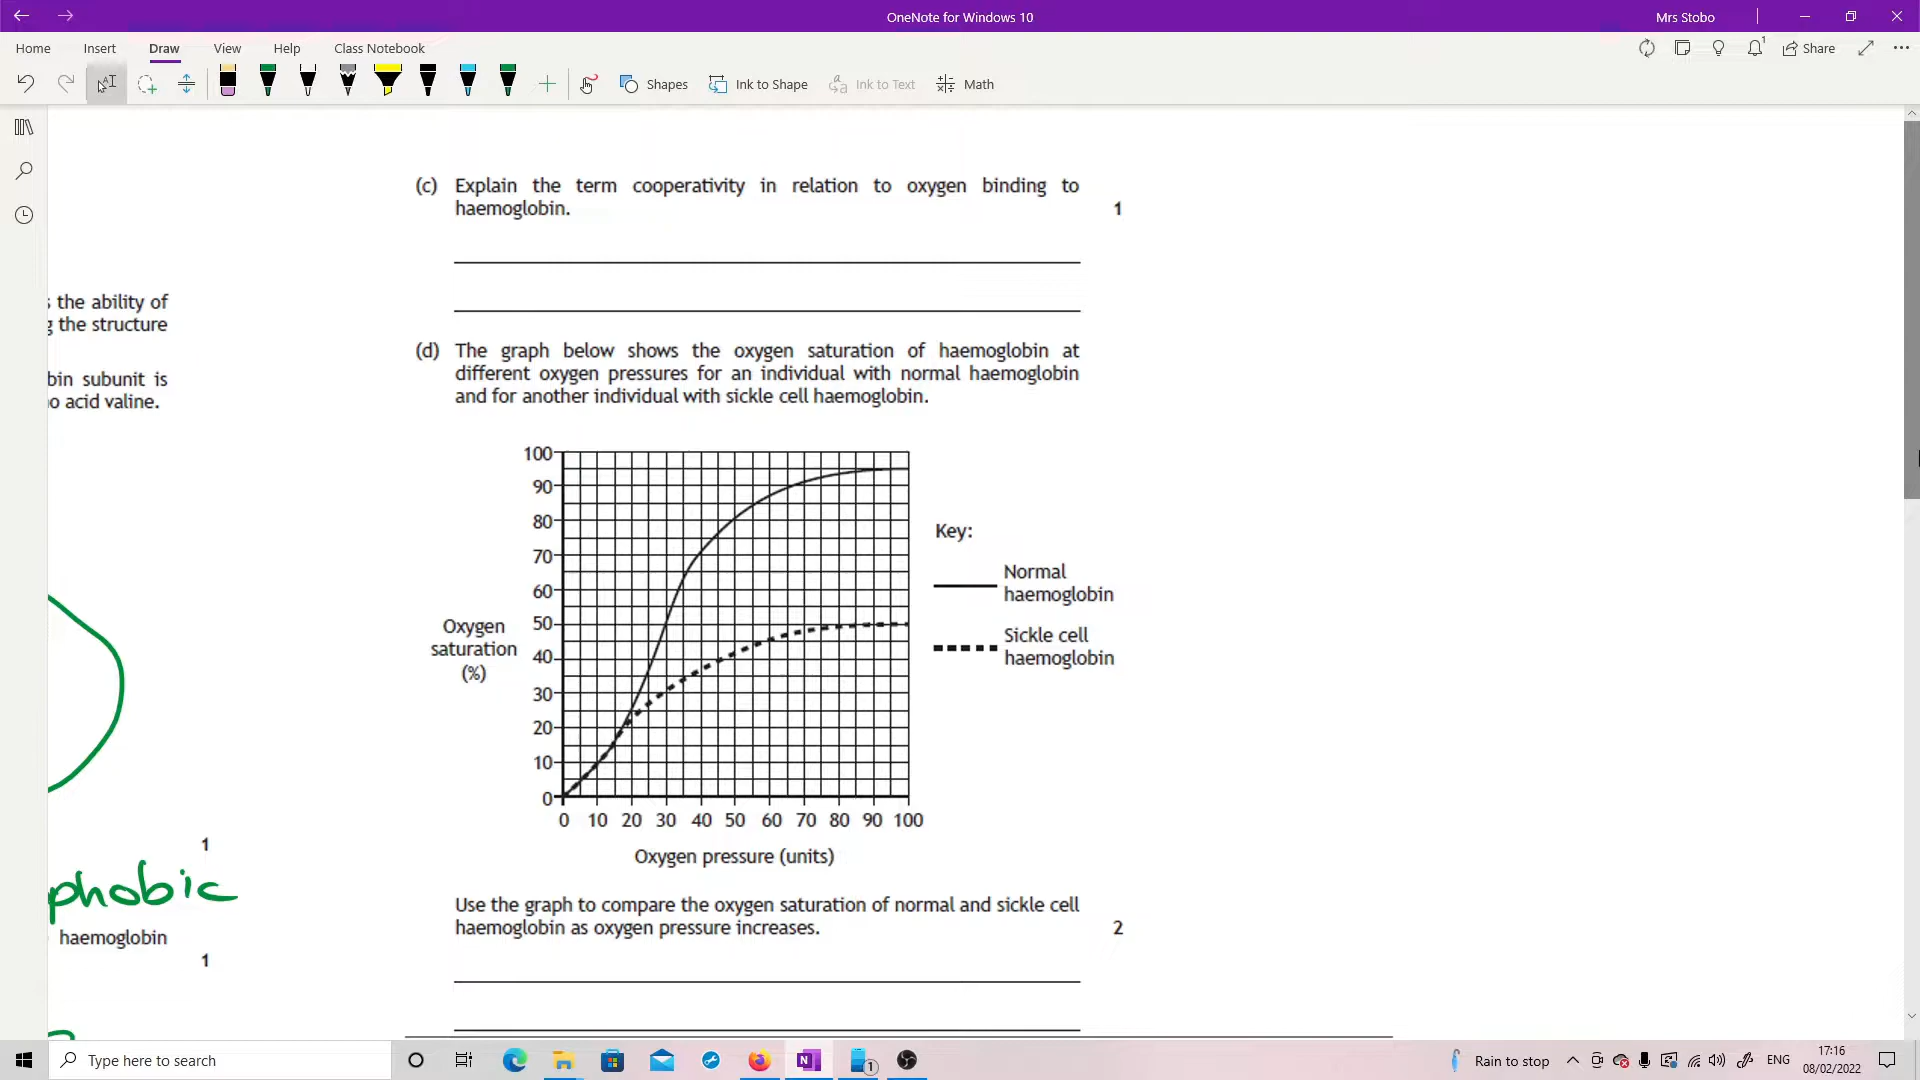 OneNote for Windows 10
Mrs Stobo
Home Insert Draw View Help Class Notebook
Share
Shapes Ink to Shape Ink to Text Math
(c) Explain the term cooperativity in relation to oxygen binding to
haemoglobin. 1
the ability of
the structure
bin subunit is
acid valine.
(d) The graph below shows the oxygen saturation of haemoglobin at
different oxygen pressures for an individual with normal haemoglobin
and for another individual with sickle cell haemoglobin.
100
90
80
70
60
50
40
30
20
10
0
Oxygen
saturation
(%)
0 10 20 30 40 50 60 70 80 90 100
Oxygen pressure (units)
Key:
Normal
haemoglobin
Sickle cell
haemoglobin
1
phobic
haemoglobin
1
Use the graph to compare the oxygen saturation of normal and sickle cell
haemoglobin as oxygen pressure increases. 2
Type here to search
Rain to stop
ENG
17:16
08/02/2022